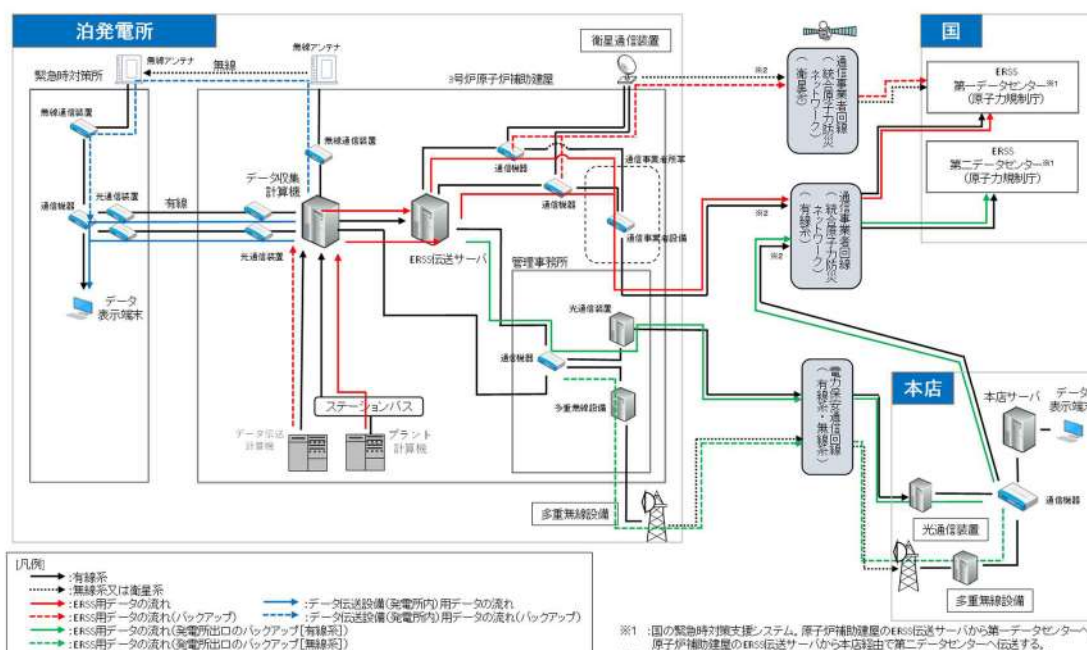 泊発電所
国
無線アンテナ
無線アンテナ
無線
衛星通信装置
緊急時対策所
3号炉原子炉補助建屋
※2
通信事業者回線
(統合原子力防災
ネットワーク)
(衛星系)
ERSS
第一データセンター※1
(原子力規制庁)
無線通信装置
無線通信装置
通信機器
通信事業者所掌
ERSS
第二データセンター※1
(原子力規制庁)
データ収集
計算機
通信機器
光通信装置
有線
通信機器
通信事業者設備
※2
※2
通信事業者回線
(統合原子力防災
ネットワーク)
(有線系)
光通信装置
ERSS伝送サーバ
管理事務所
データ
表示端末
光通信装置
通信機器
電力保安通信回線
(有線系・無線系)
本店
本店サーバ
データ
表示端末
ステーションバス
多重無線設備
データ伝送
計算機
プラント
計算機
通信機器
多重無線設備
光通信装置
多重無線設備
[凡例]
:有線系
:無線系又は衛星系
:ERSS用データの流れ
:データ伝送設備(発電所内)用データの流れ
:ERSS用データの流れ(バックアップ)
:データ伝送設備(発電所内)用データの流れ(バックアップ)
:ERSS用データの流れ(発電所出口のバックアップ[有線系])
:ERSS用データの流れ(発電所出口のバックアップ[無線系])
※1 :国の緊急時対策支援システム。原子炉補助建屋のERSS伝送サーバから第一データセンターへ
原子炉補助建屋のERSS伝送サーバから本店経由で第二データセンターへ伝送する。